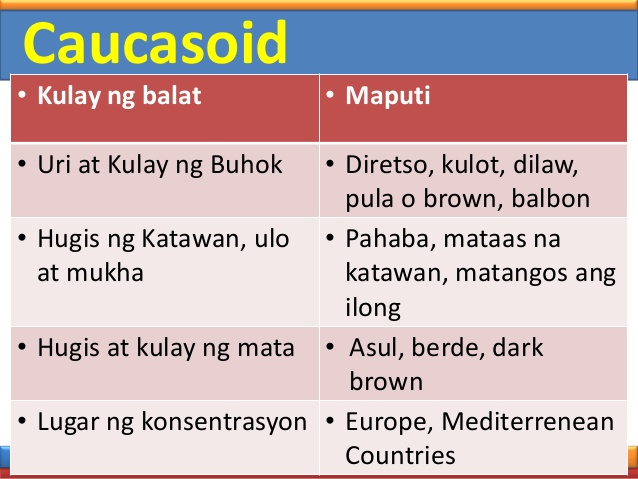 Caucasoid
• Kulay ng balat
• Maputi
• Uri at Kulay ng Buhok
• Diretso, kulot, dilaw,
pula o brown, balbon
• Hugis ng Katawan, ulo
at mukha
• Pahaba, mataas na
katawan, matangos ang
ilong
• Hugis at kulay ng mata
• Asul, berde, dark
brown
• Lugar ng konsentrasyon
• Europe, Mediterrenean
Countries